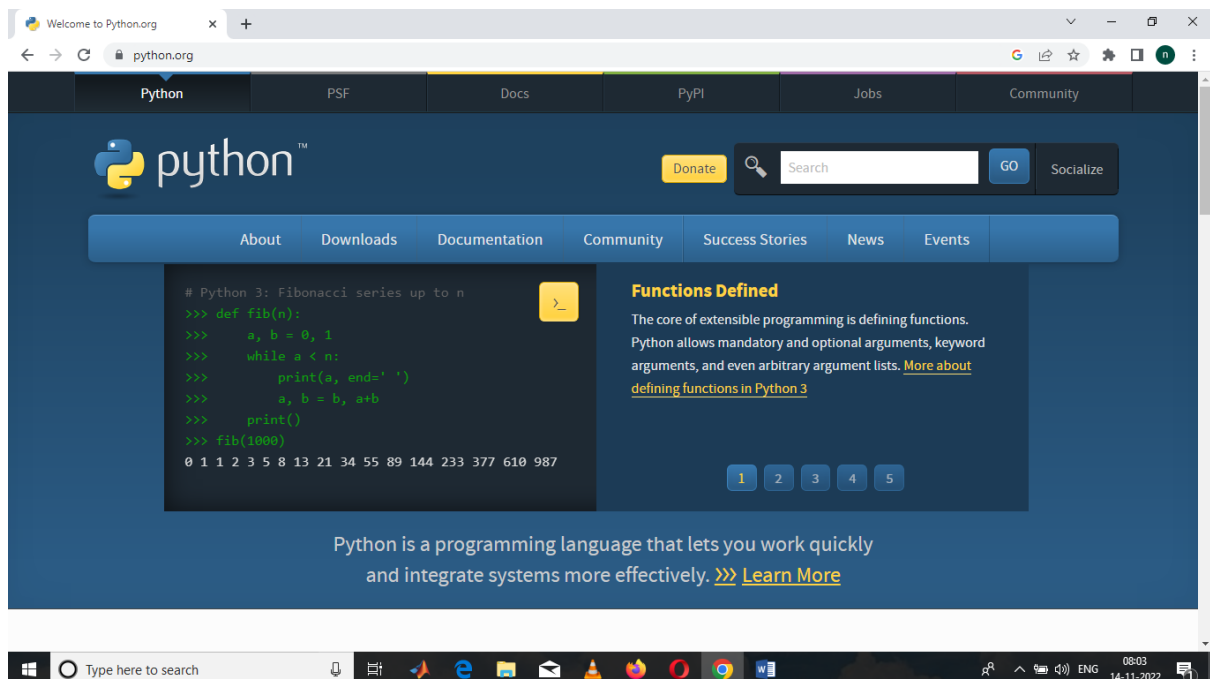 Welcome to Python.org
python.org
n
Python PSF Docs PyPI Jobs Community
python™
Donate Search GO Socialize
About Downloads Documentation Community Success Stories News Events
# Python 3: Fibonacci series up to n
>>> def fib(n):
>>>     a, b = 0, 1
>>>     while a < n:
>>>         print(a, end=' ')
>>>         a, b = b, a+b
>>>     print()
>>> fib(1000)
0 1 1 2 3 5 8 13 21 34 55 89 144 233 377 610 987
>_
Functions Defined
The core of extensible programming is defining functions.
Python allows mandatory and optional arguments, keyword
arguments, and even arbitrary argument lists. More about
defining functions in Python 3
1 2 3 4 5
Python is a programming language that lets you work quickly
and integrate systems more effectively. >>> Learn More
Type here to search
ENG
08:03
14-11-2022